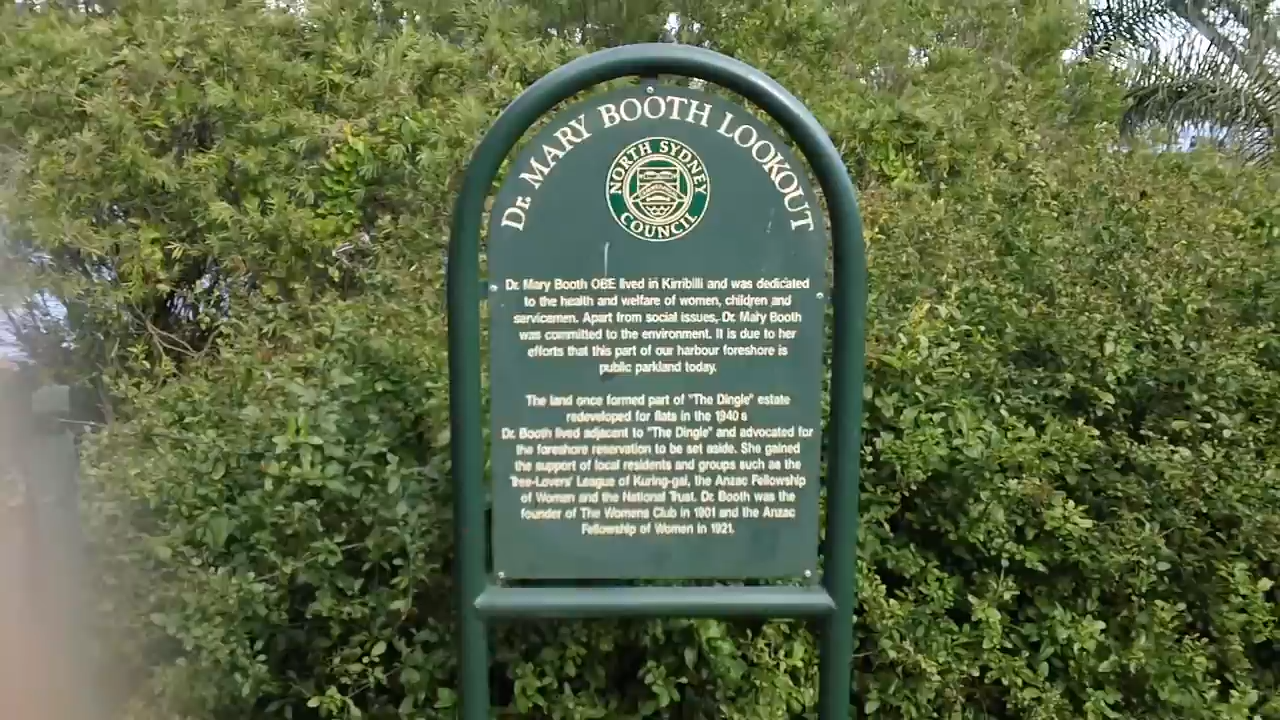 Dr. MARY BOOTH LOOKOUT
NORTH SYDNEY
COUNCIL
Dr. Mary Booth OBE lived in Kirribilli and was dedicated
to the health and welfare of women, children and
servicemen. Apart from social issues, Dr. Mary Booth
was committed to the environment. It is due to her
efforts that this part of our harbour foreshore is
public parkland today.
The land once formed part of "The Dingle" estate
redeveloped for flats in the 1940s
Dr. Booth lived adjacent to "The Dingle" and advocated for
the foreshore reservation to be set aside. She gained
the support of local residents and groups such as the
Tree-Lovers' League of Kuring-gai, the Anzac Fellowship
of Women and the National Trust. Dr. Booth was the
founder of The Womens Club in 1901 and the Anzac
Fellowship of Women in 1921.